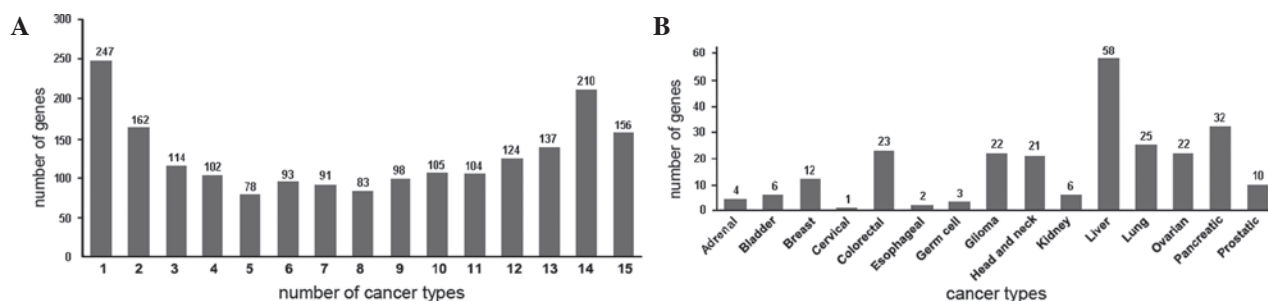 A
300
250
200
150
100
50
0
number of genes
247
162
114
102
78
93
91
83
98
105
104
124
137
210
156
1 2 3 4 5 6 7 8 9 10 11 12 13 14 15
number of cancer types
B
60
50
40
30
20
10
0
number of genes
4
6
12
1
23
2
3
22
21
6
58
25
22
32
10
Adrenal
Bladder
Breast
Cervical
Colorectal
Esophageal
Germ cell
Glioma
Head and neck
Kidney
Liver
Lung
Ovarian
Pancreatic
Prostatic
cancer types